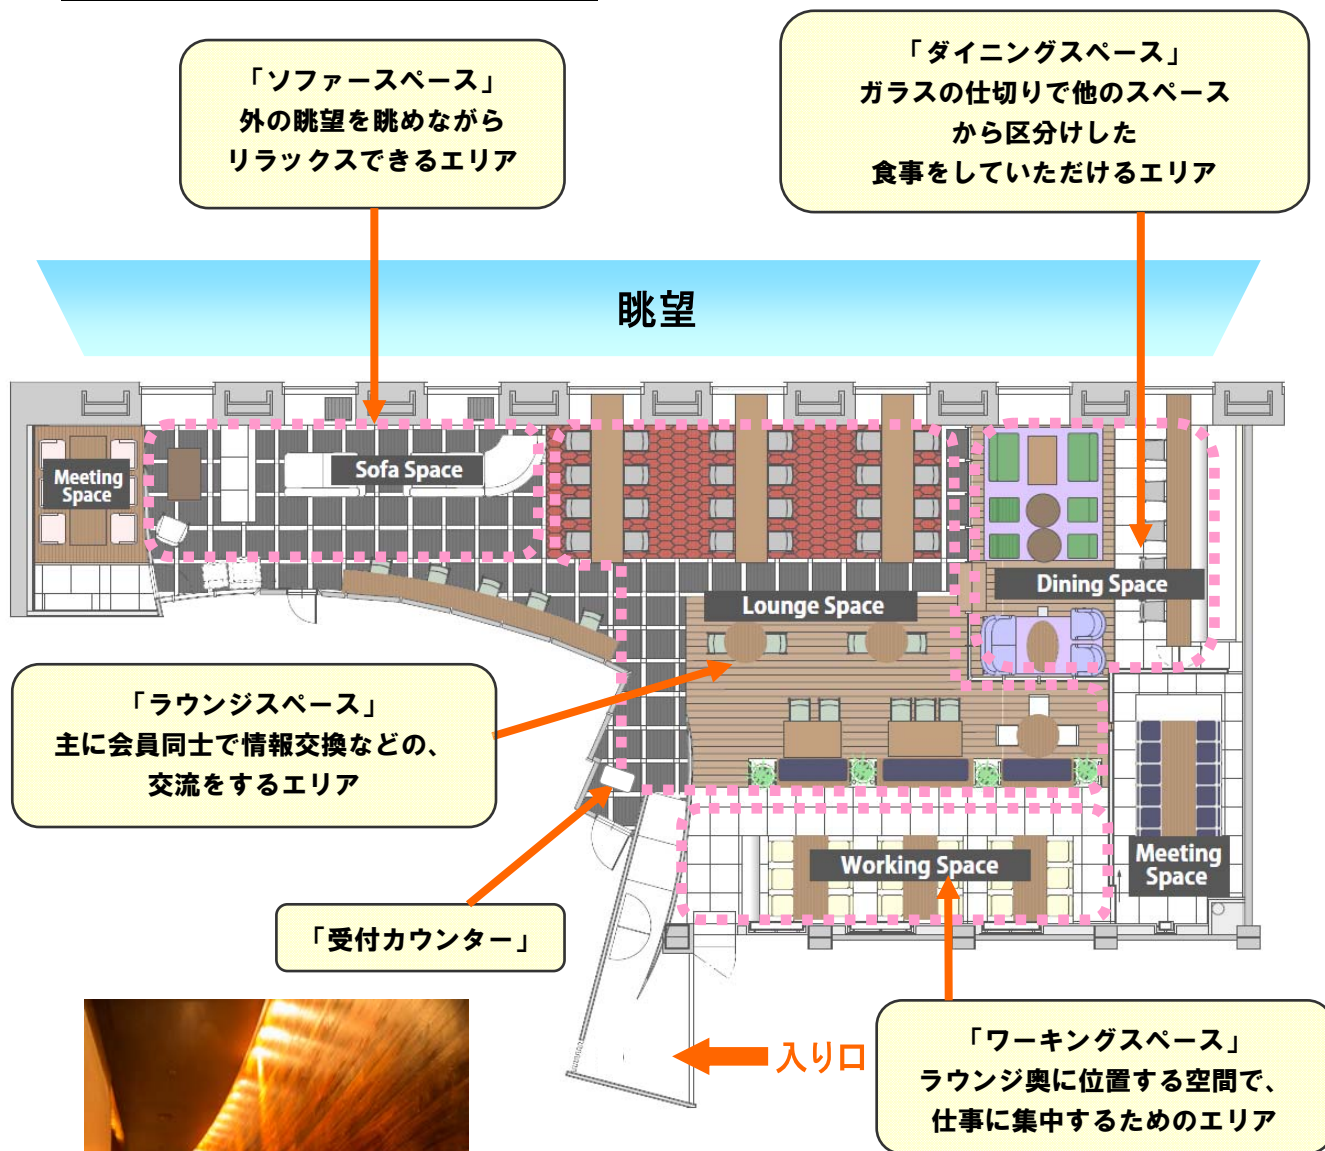 「ソファースペース」
外の眺望を眺めながら
リラックスできるエリア
「ダイニングスペース」
ガラスの仕切りで他のスペース
から区分けした
食事をしていただけるエリア
眺望
Meeting
Space
Sofa Space
Dining Space
Lounge Space
「ラウンジスペース」
主に会員同士で情報交換などの、
交流をするエリア
Working Space
Meeting
Space
「受付カウンター」
入り口
「ワーキングスペース」
ラウンジ奥に位置する空間で、
仕事に集中するためのエリア